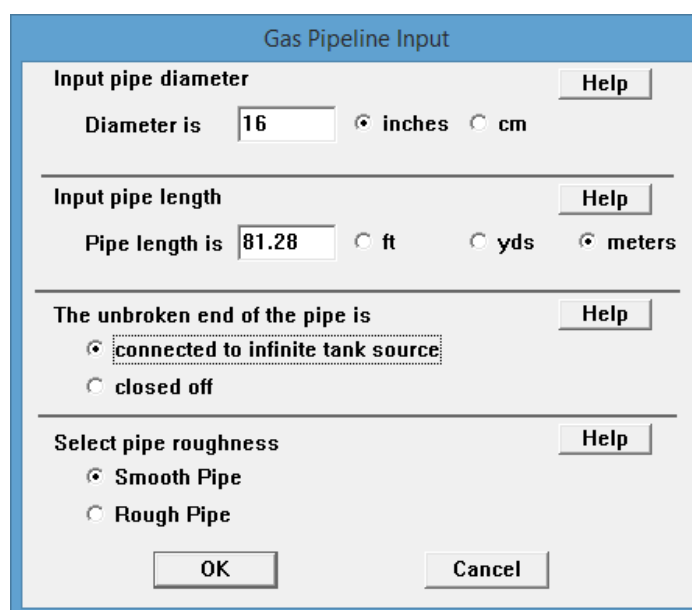 Gas Pipeline Input
Input pipe diameter Help
Diameter is 16 inches cm
Input pipe length Help
Pipe length is 81.28 ft yds meters
The unbroken end of the pipe is Help
connected to infinite tank source
closed off
Select pipe roughness Help
Smooth Pipe
Rough Pipe
OK Cancel